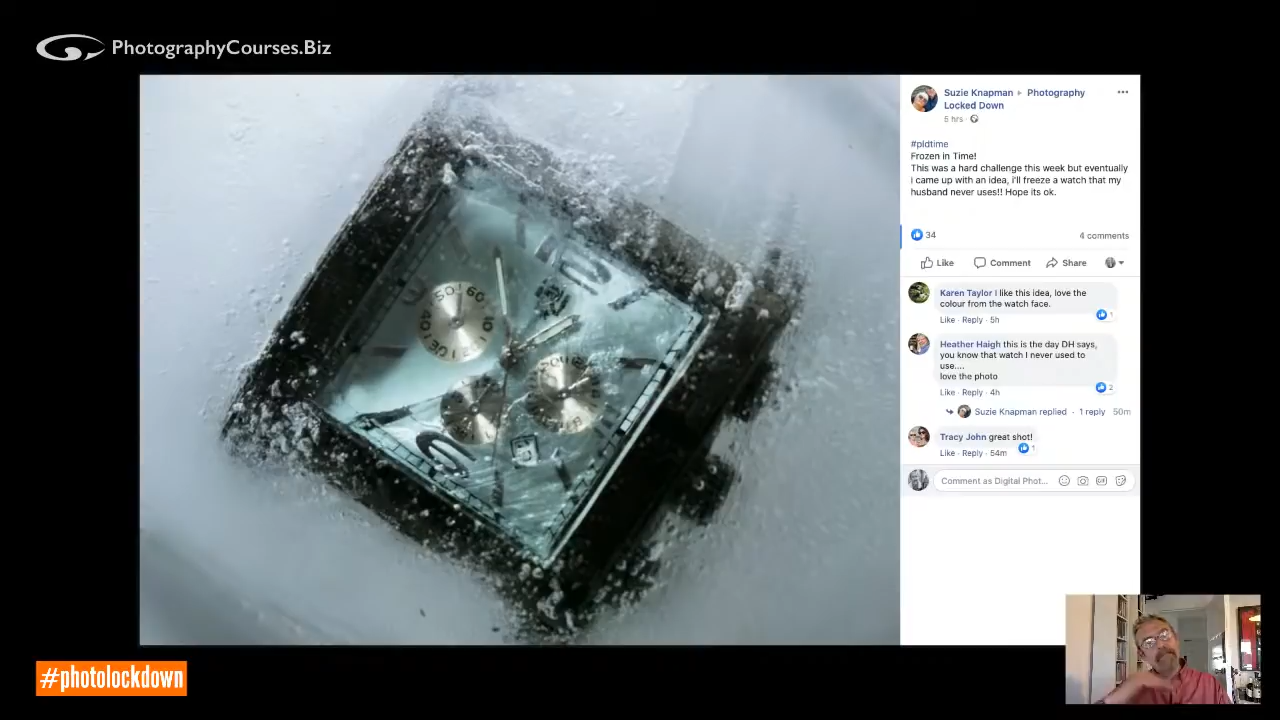 PhotographyCourses.Biz
Suzie Knapman ▸ Photography
Locked Down
5 hrs ·
#pldtime
Frozen in Time!
This was a hard challenge this week but eventually
i came up with an idea, i'll freeze a watch that my
husband never uses!! Hope its ok.
34
4 comments
Like Comment Share
Karen Taylor I like this idea, love the
colour from the watch face.
1
Like · Reply · 5h
Heather Haigh this is the day DH says,
you know that watch I never used to
use....
love the photo
2
Like · Reply · 4h
Suzie Knapman replied · 1 reply 50m
Tracy John great shot!
1
Like · Reply · 54m
Comment as Digital Phot...
GIF
#photolockdown